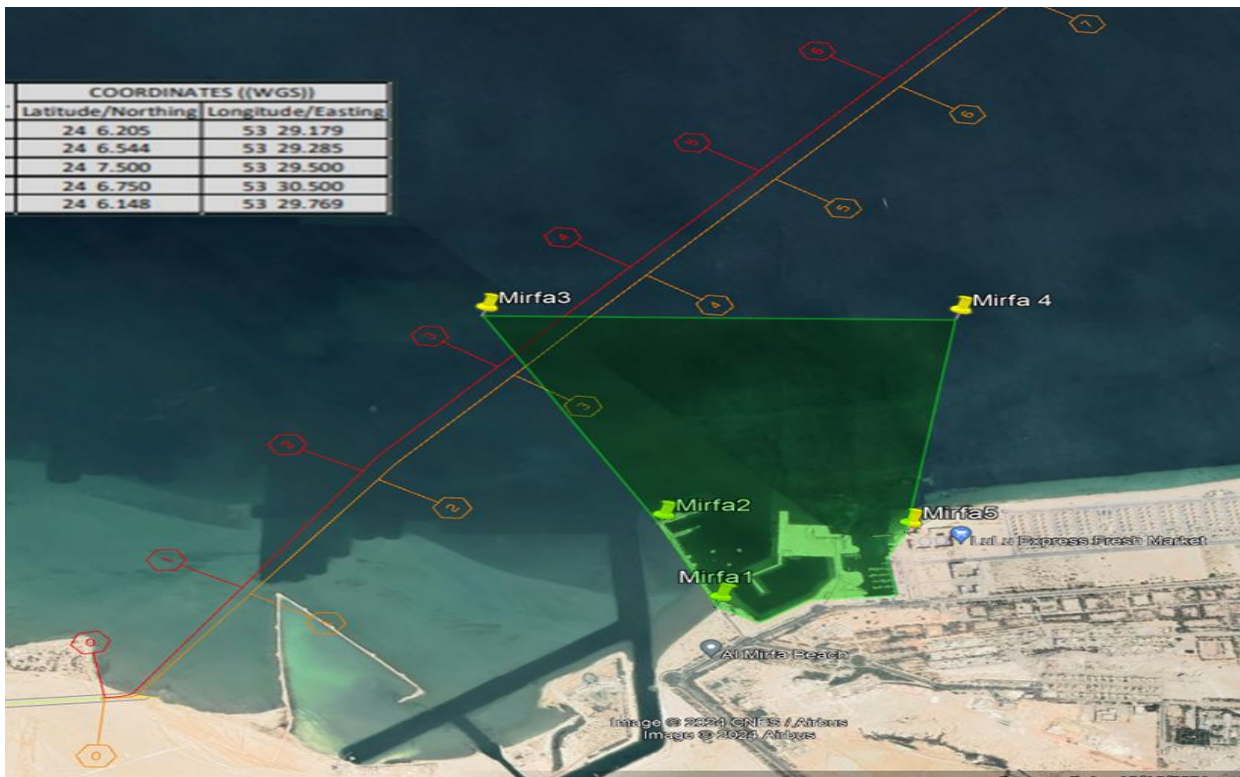 COORDINATES ((WGS))
Latitude/Northing Longitude/Easting
24 6.205 53 29.179
24 6.544 53 29.285
24 7.500 53 29.500
24 6.750 53 30.500
24 6.148 53 29.769
7
6
6
5
5
4
4
Mirfa3
Mirfa 4
3
3
2
2
Mirfa2
Mirfa5
LuLu Express Fresh Market
1
Mirfa1
1
0
Al Mirfa Beach
Image © 2024 CNES / Airbus
Image © 2024 Airbus
0